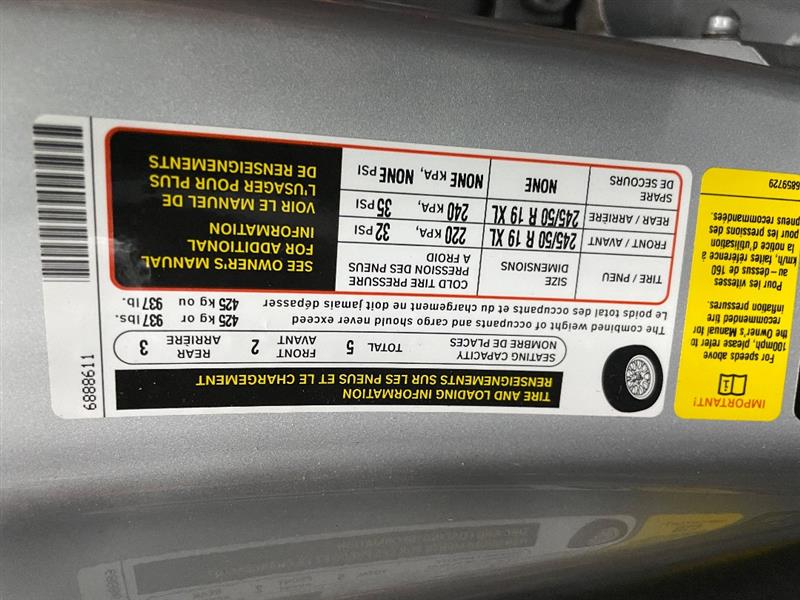 TIRE AND LOADING INFORMATION
RENSEIGNEMENTS SUR LES PNEUS ET LE CHARGEMENT
SEATING CAPACITY
NOMBRE DE PLACES
TOTAL 5
FRONT
AVANT 2
REAR
ARRIÈRE 3
The combined weight of occupants and cargo should never exceed 425 kg or 937 lbs.
Le poids total des occupants et du chargement ne doit jamais dépasser 425 kg ou 937 lb.
TIRE / PNEU
SIZE
DIMENSIONS
COLD TIRE PRESSURE
PRESSION DES PNEUS
A FROID
FRONT / AVANT 245/50 R 19 XL 220 KPA, 32 PSI
REAR / ARRIÈRE 245/50 R 19 XL 240 KPA, 35 PSI
SPARE
DE SECOURS
NONE NONE KPA, NONE PSI
SEE OWNER'S MANUAL
FOR ADDITIONAL
INFORMATION
VOIR LE MANUEL DE
L'USAGER POUR PLUS
DE RENSEIGNEMENTS
6888611
IMPORTANT!
For speeds above
100mph, please refer to
the Owner's Manual for
recommended tire
inflation pressures.
Pour les vitesses
au-dessus de 160
km/h, faites référence à
la notice d'utilisation
pour les pressions des
pneus recommandées.
6859729